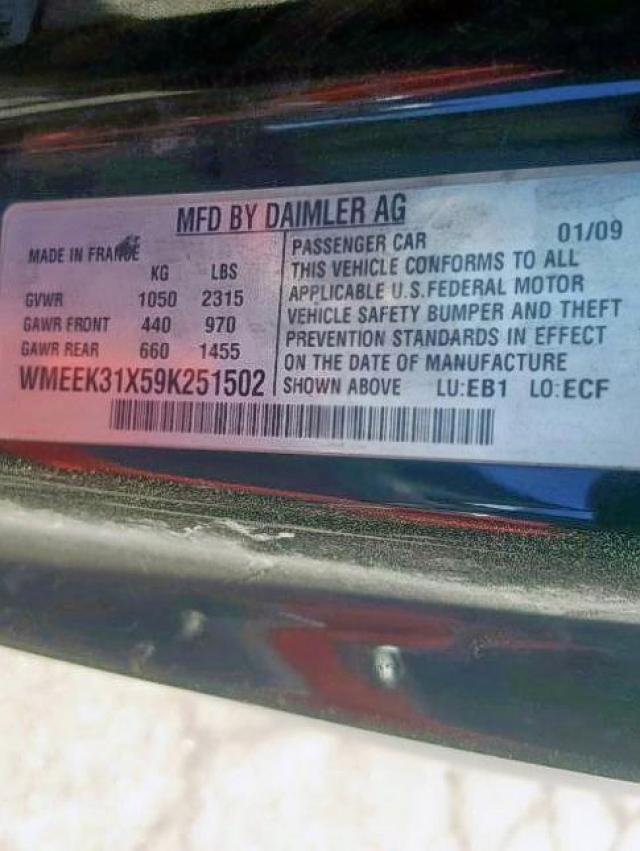 MFD BY DAIMLER AG
MADE IN FRANCE
KG LBS
GVWR 1050 2315
GAWR FRONT 440 970
GAWR REAR 660 1455
WMEEK31X59K251502
PASSENGER CAR 01/09
THIS VEHICLE CONFORMS TO ALL
APPLICABLE U.S.FEDERAL MOTOR
VEHICLE SAFETY BUMPER AND THEFT
PREVENTION STANDARDS IN EFFECT
ON THE DATE OF MANUFACTURE
SHOWN ABOVE LU:EB1 LO:ECF